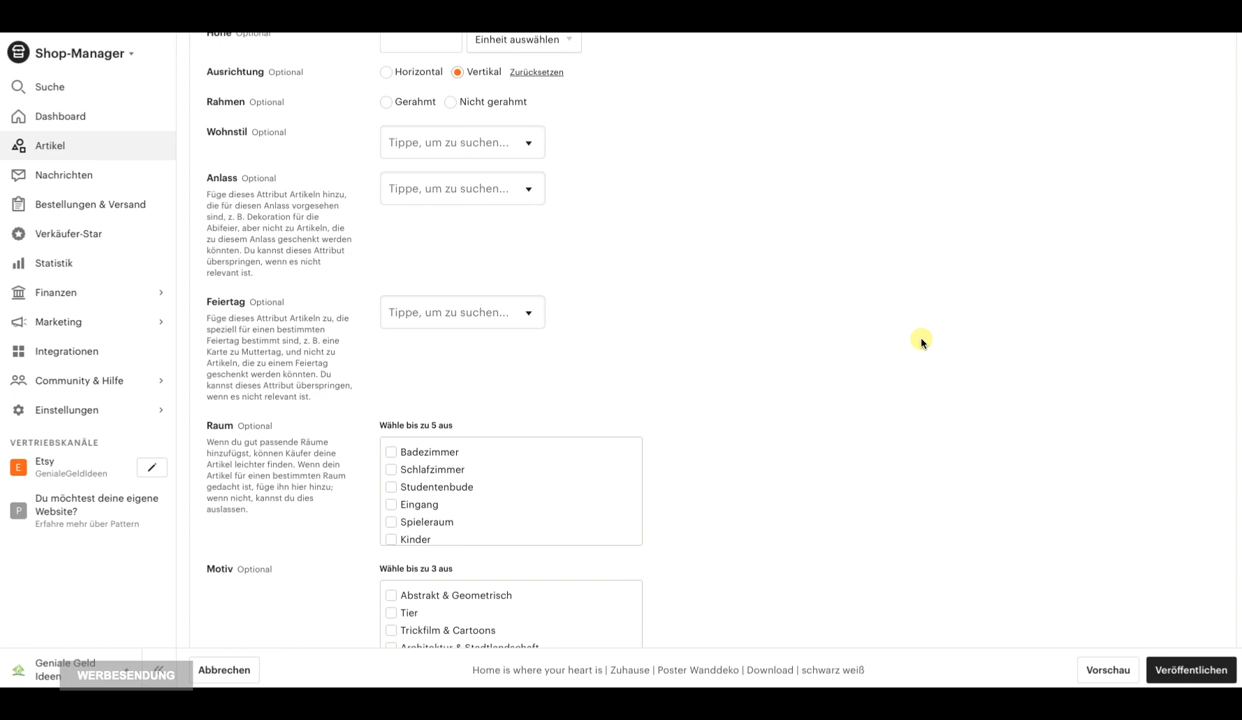 Shop-Manager
Suche
Dashboard
Artikel
Nachrichten
Bestellungen & Versand
Verkäufer-Star
Statistik
Finanzen
Marketing
Integrationen
Community & Hilfe
Einstellungen
VERTRIEBSKANÄLE
E
Etsy
GenialeGeldIdeen
P
Du möchtest deine eigene
Website?
Erfahre mehr über Pattern
Geniale Geld
Ideen
WERBESENDUNG
Höhe Optional
Einheit auswählen
Ausrichtung Optional
Horizontal Vertikal Zurücksetzen
Rahmen Optional
Gerahmt Nicht gerahmt
Wohnstil Optional
Tippe, um zu suchen...
Anlass Optional
Tippe, um zu suchen...
Füge dieses Attribut Artikeln hinzu,
die für diesen Anlass vorgesehen
sind, z. B. Dekoration für die
Abifeier, aber nicht zu Artikeln, die
zu diesem Anlass geschenkt werden
könnten. Du kannst dieses Attribut
überspringen, wenn es nicht
relevant ist.
Feiertag Optional
Tippe, um zu suchen...
Füge dieses Attribut Artikeln zu, die
speziell für einen bestimmten
Feiertag bestimmt sind, z. B. eine
Karte zu Muttertag, und nicht zu
Artikeln, die zu einem Feiertag
geschenkt werden könnten. Du
kannst dieses Attribut überspringen,
wenn es nicht relevant ist.
Raum Optional
Wenn du gut passende Räume
hinzufügst, können Käufer deine
Artikel leichter finden. Wenn dein
Artikel für einen bestimmten Raum
gedacht ist, füge ihn hier hinzu;
wenn nicht, kannst du dies
auslassen.
Wähle bis zu 5 aus
Badezimmer
Schlafzimmer
Studentenbude
Eingang
Spieleraum
Kinder
Motiv Optional
Wähle bis zu 3 aus
Abstrakt & Geometrisch
Tier
Trickfilm & Cartoons
Architektur & Stadtlandschaft
Abbrechen
Home is where your heart is | Zuhause | Poster Wanddeko | Download | schwarz weiß
Vorschau
Veröffentlichen